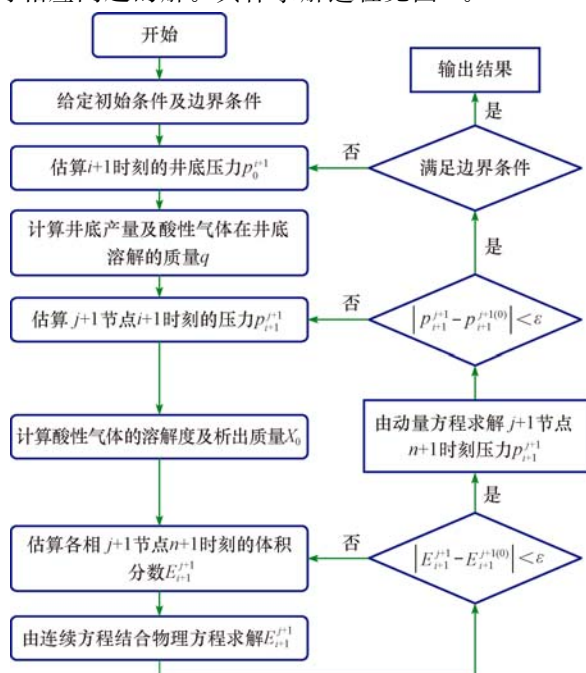 开始
给定初始条件及边界条件
估算i+1时刻的井底压力p_0^{i+1}
计算井底产量及酸性气体在井底
溶解的质量q
估算 j+1节点i+1时刻的压力p_{i+1}^{j+1}
计算酸性气体的溶解度及析出质量X_0
估算各相 j+1节点n+1时刻的体积
分数E_{i+1}^{j+1}
由连续方程结合物理方程求解E_{i+1}^{j+1}
|E_{i+1}^{j+1}-E_{i+1}^{j+1(0)}|<ε
否
是
由动量方程求解 j+1节点
n+1时刻压力p_{i+1}^{j+1}
|p_{i+1}^{j+1}-p_{i+1}^{j+1(0)}|<ε
否
是
满足边界条件
否
是
输出结果